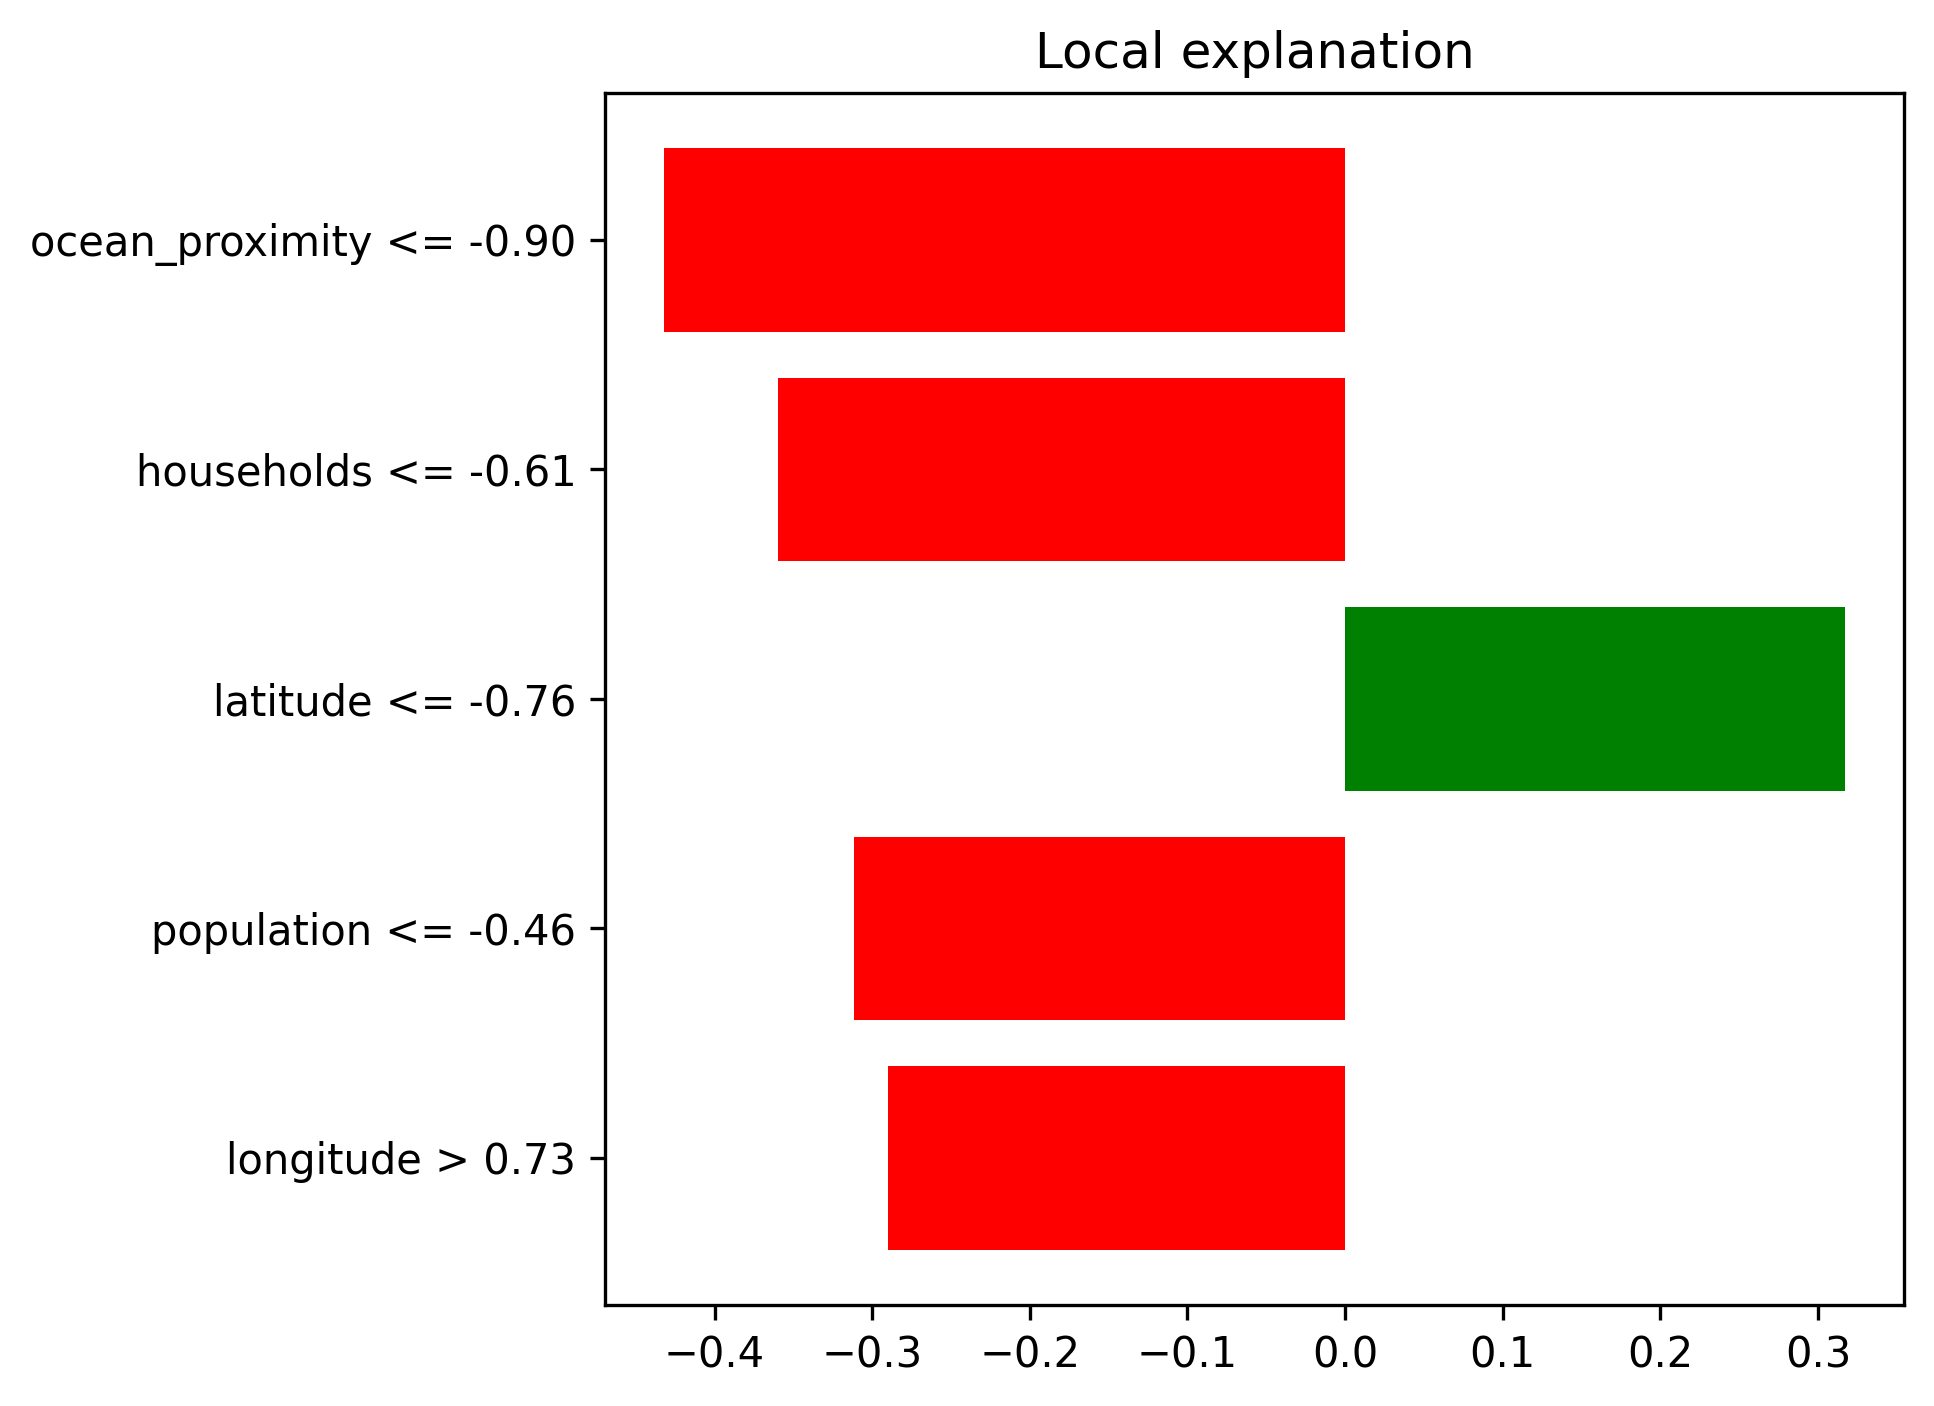 Local explanation
ocean_proximity <= -0.90
households <= -0.61
latitude <= -0.76
population <= -0.46
longitude > 0.73
−0.4 −0.3 −0.2 −0.1 0.0 0.1 0.2 0.3